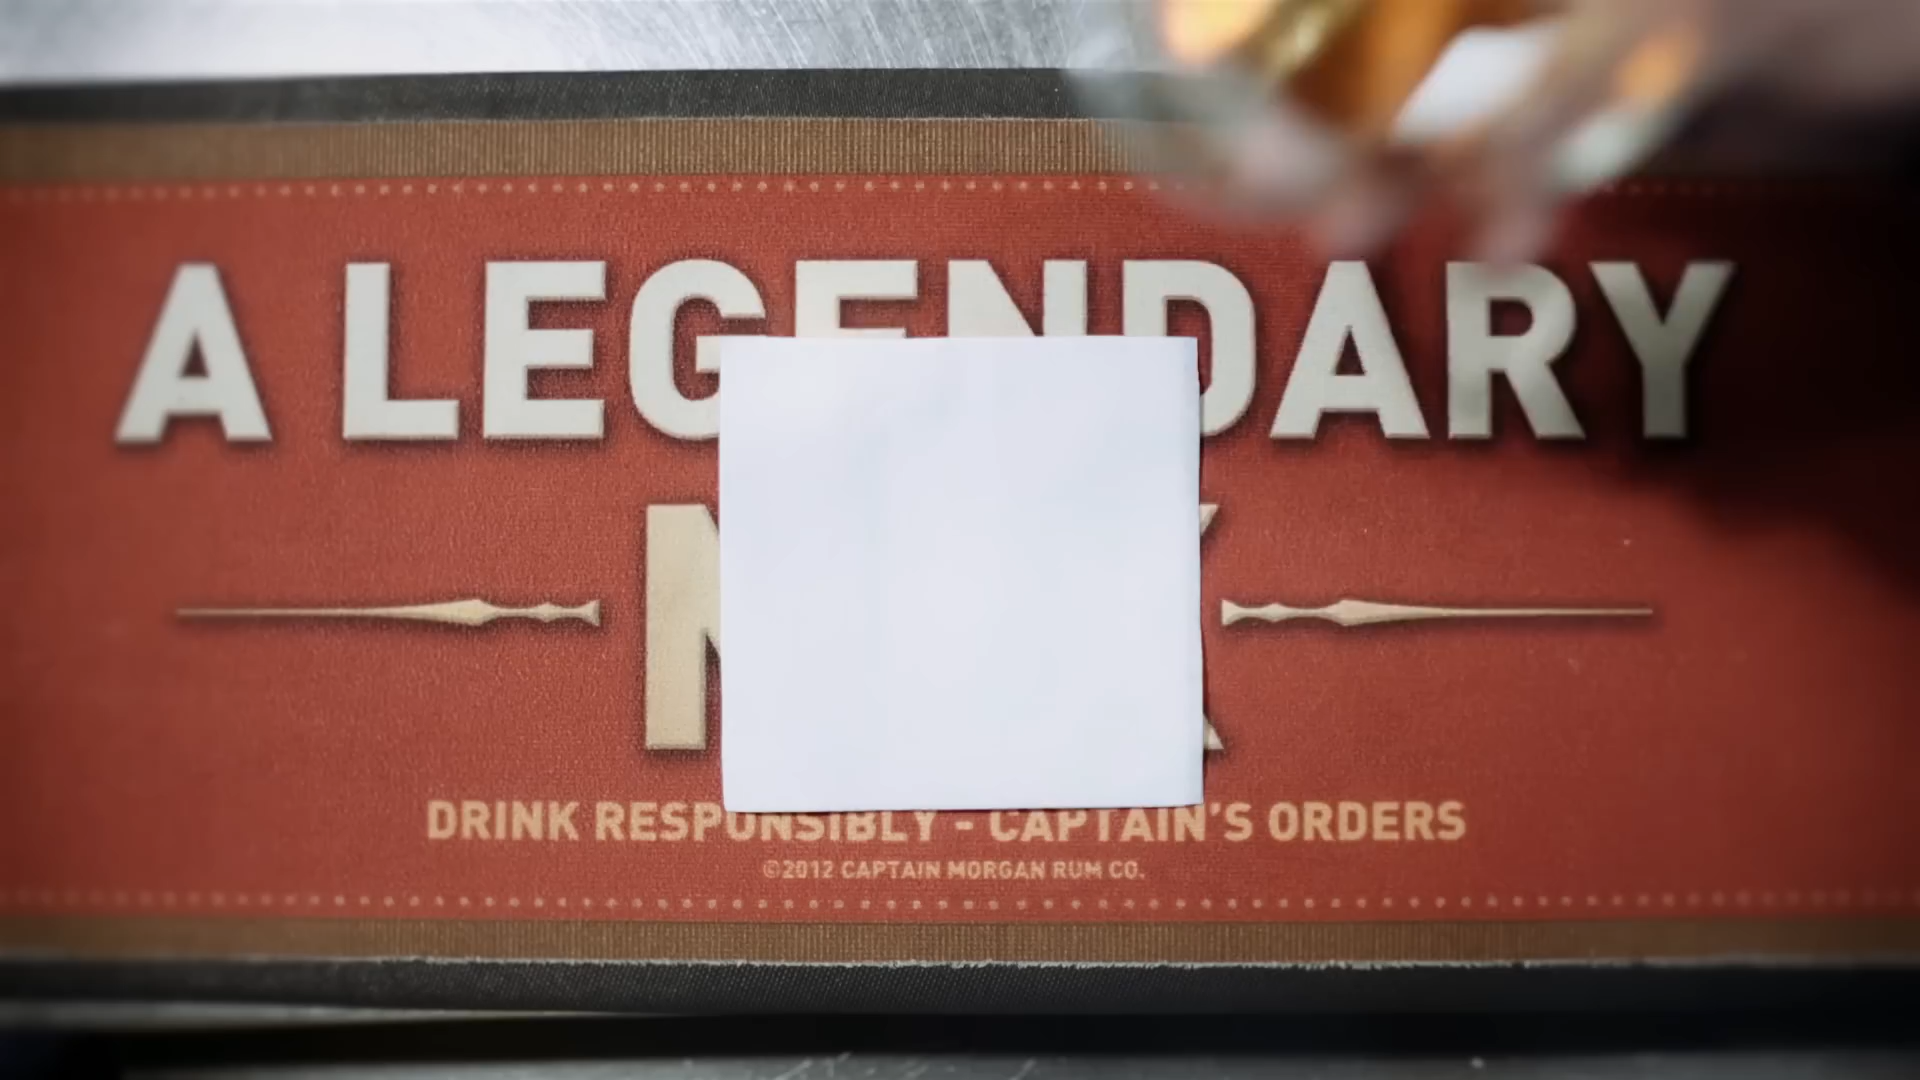 A LEGENDARY
DRINK RESPONSIBLY - CAPTAIN'S ORDERS
©2012 CAPTAIN MORGAN RUM CO.